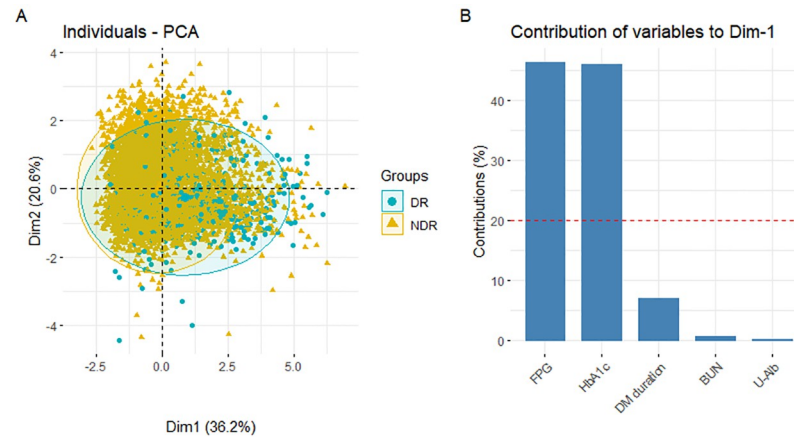 A
Individuals - PCA
4
2
0
-2
-4
Dim2 (20.6%)
-2.5
0.0
2.5
5.0
Dim1 (36.2%)
Groups
DR
NDR
B
Contribution of variables to Dim-1
40
30
20
10
0
Contributions (%)
FPG
HbA1c
DM duration
BUN
U-Alb